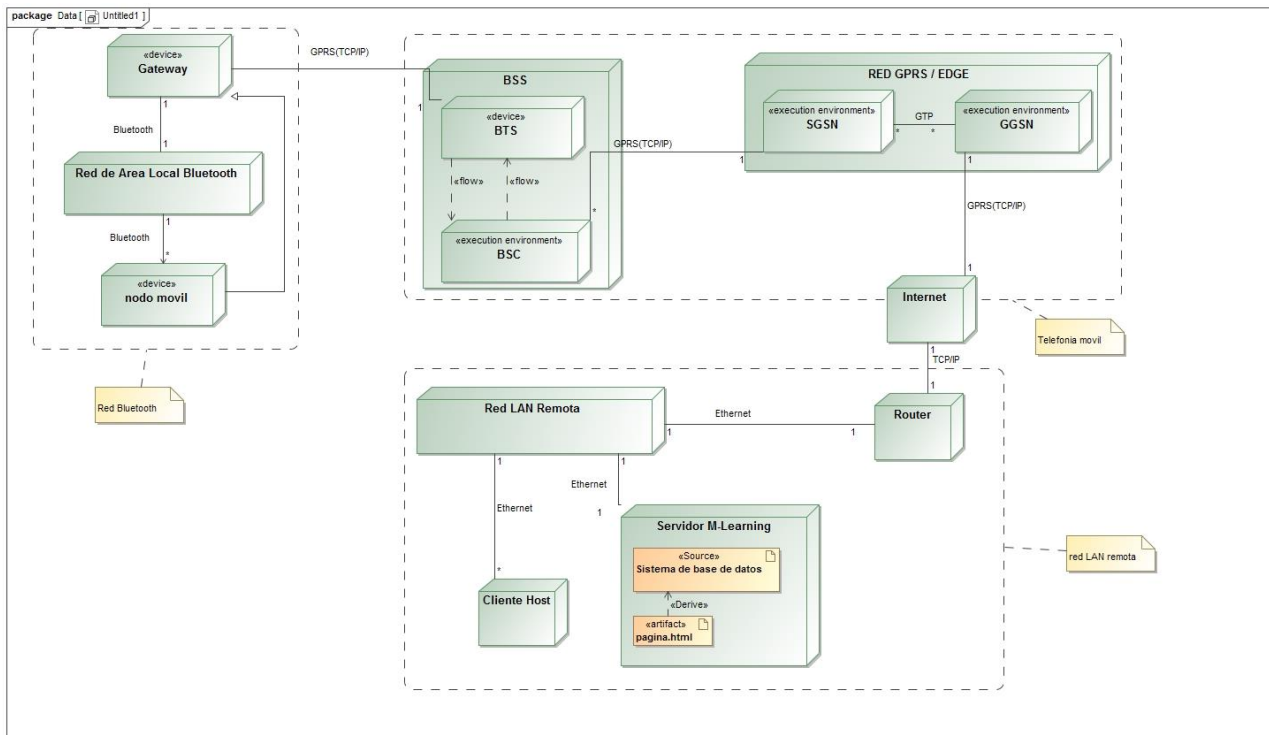 package Data [ Untitled1 ]
«device»
Gateway
1
Bluetooth
1
Red de Area Local Bluetooth
1
Bluetooth
*
«device»
nodo movil
Red Bluetooth
GPRS(TCP/IP)
1
BSS
«device»
BTS
«flow»
«flow»
«execution environment»
BSC
*
GPRS(TCP/IP)
1
RED GPRS / EDGE
«execution environment»
SGSN
GTP
*
*
«execution environment»
GGSN
1
GPRS(TCP/IP)
1
Internet
Telefonia movil
1
TCP/IP
1
Router
Ethernet
1
1
Red LAN Remota
1
1
Ethernet
Ethernet
1
*
Cliente Host
Servidor M-Learning
«Source»
Sistema de base de datos
«Derive»
«artifact»
pagina.html
red LAN remota